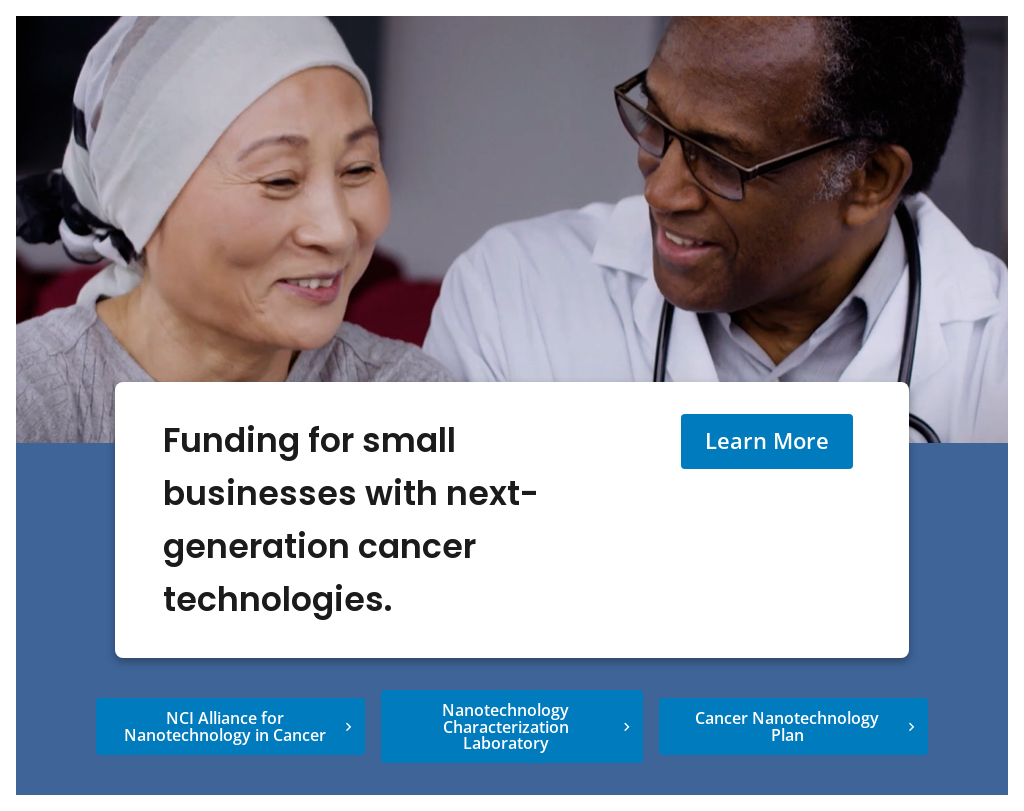 Funding for small
businesses with next-
generation cancer
technologies.
Learn More
NCI Alliance for
Nanotechnology in Cancer
Nanotechnology
Characterization
Laboratory
Cancer Nanotechnology
Plan